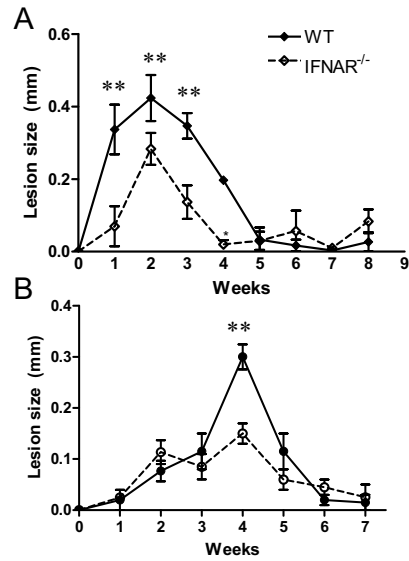 A
0.6
0.4
0.2
0.0
Lesion size (mm)
** ** **
*
WT
IFNAR-/-
0 1 2 3 4 5 6 7 8 9
Weeks
B
0.4
0.3
0.2
0.1
0.0
Lesion size (mm)
**
0 1 2 3 4 5 6 7
Weeks